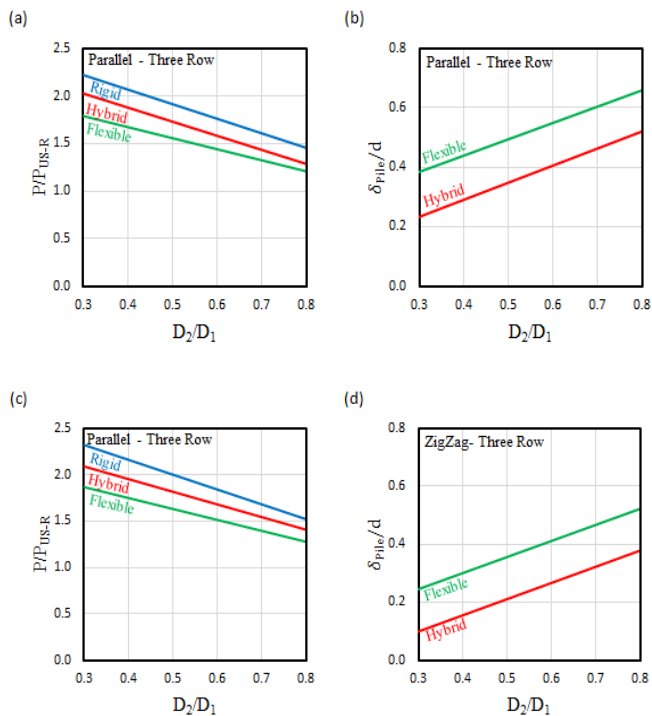 (a)
Parallel - Three Row
2.5
2.0
1.5
1.0
0.5
0.0
P/P_US-R
Rigid
Hybrid
Flexible
0.3 0.4 0.5 0.6 0.7 0.8
D₂/D₁
(b)
Parallel - Three Row
0.8
0.6
0.4
0.2
0.0
δ_Pile/d
Flexible
Hybrid
0.3 0.4 0.5 0.6 0.7 0.8
D₂/D₁
(c)
Parallel - Three Row
2.5
2.0
1.5
1.0
0.5
0.0
P/P_US-R
Rigid
Hybrid
Flexible
0.3 0.4 0.5 0.6 0.7 0.8
D₂/D₁
(d)
ZigZag- Three Row
0.8
0.6
0.4
0.2
0.0
δ_Pile/d
Flexible
Hybrid
0.3 0.4 0.5 0.6 0.7 0.8
D₂/D₁